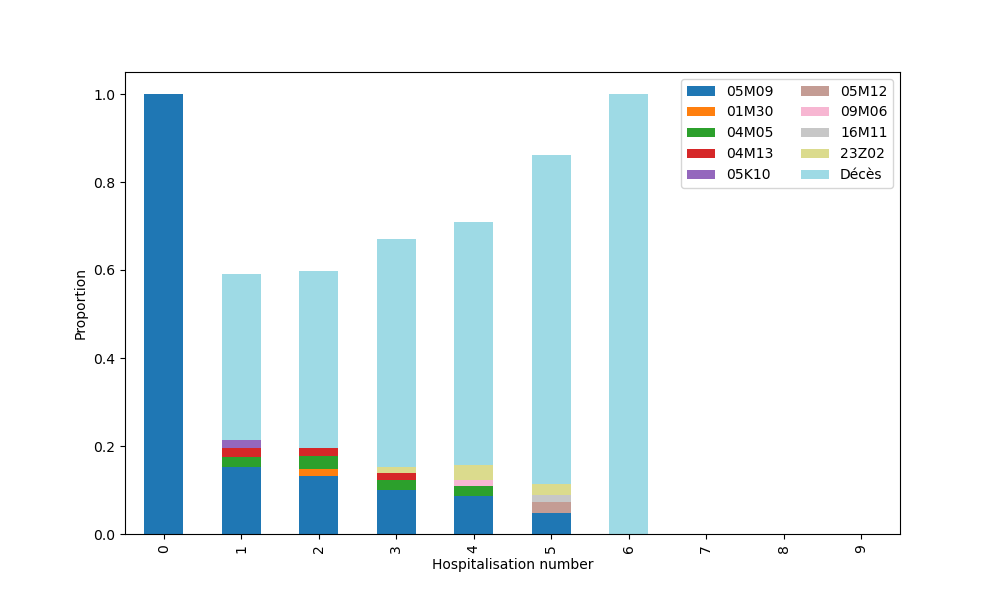 05M09
01M30
04M05
04M13
05K10
05M12
09M06
16M11
23Z02
Décès
1.0
0.8
0.6
0.4
0.2
0.0
Proportion
0 1 2 3 4 5 6 7 8 9
Hospitalisation number